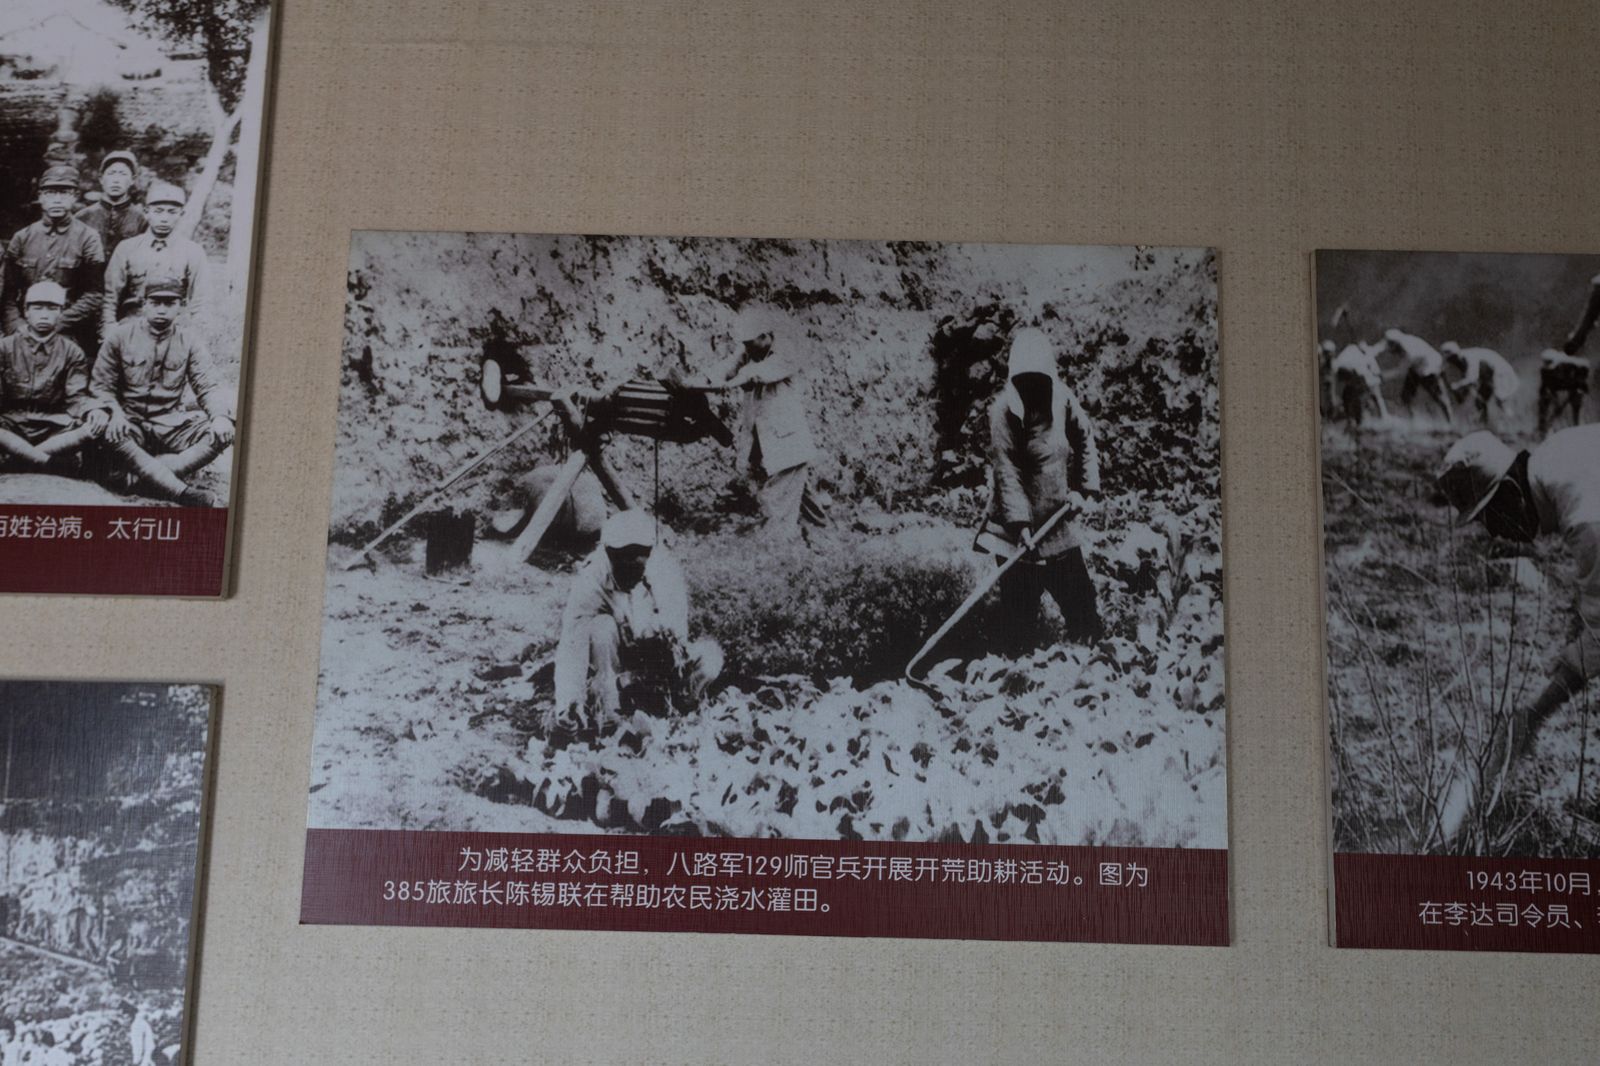 百姓治病。太行山
为减轻群众负担，八路军129师官兵开展开荒助耕活动。图为
385旅旅长陈锡联在帮助农民浇水灌田。
1943年10月，
在李达司令员、